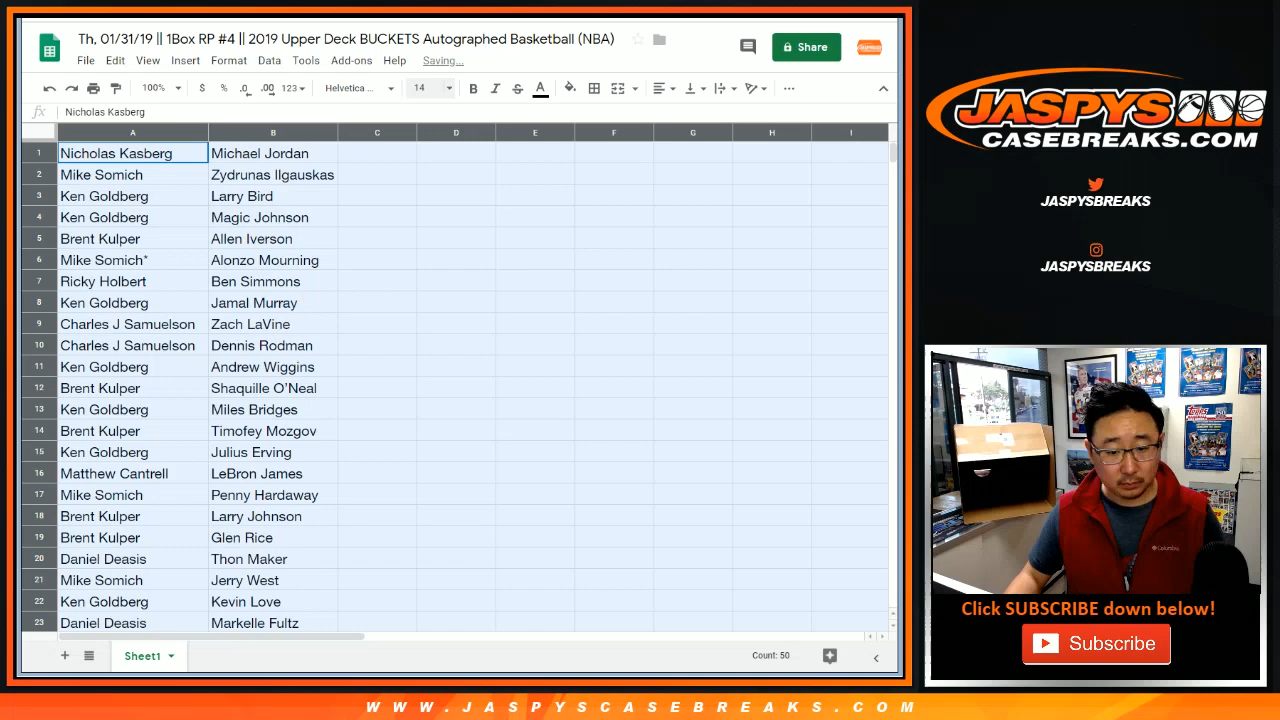 Th, 01/31/19 || 1Box RP #4 || 2019 Upper Deck BUCKETS Autographed Basketball (NBA)
File Edit View Insert Format Data Tools Add-ons Help Saving...
Share
100% $ % .0 .00 123 Helvetica ... 14 B I S A
fx Nicholas Kasberg
A B C D E F G H I
1 Nicholas Kasberg Michael Jordan
2 Mike Somich Zydrunas Ilgauskas
3 Ken Goldberg Larry Bird
4 Ken Goldberg Magic Johnson
5 Brent Kulper Allen Iverson
6 Mike Somich* Alonzo Mourning
7 Ricky Holbert Ben Simmons
8 Ken Goldberg Jamal Murray
9 Charles J Samuelson Zach LaVine
10 Charles J Samuelson Dennis Rodman
11 Ken Goldberg Andrew Wiggins
12 Brent Kulper Shaquille O'Neal
13 Ken Goldberg Miles Bridges
14 Brent Kulper Timofey Mozgov
15 Ken Goldberg Julius Erving
16 Matthew Cantrell LeBron James
17 Mike Somich Penny Hardaway
18 Brent Kulper Larry Johnson
19 Brent Kulper Glen Rice
20 Daniel Deasis Thon Maker
21 Mike Somich Jerry West
22 Ken Goldberg Kevin Love
23 Daniel Deasis Markelle Fultz
Sheet1
Count: 50
JASPYS
CASEBREAKS.COM
JASPYSBREAKS
JASPYSBREAKS
Columbia
Click SUBSCRIBE down below!
Subscribe
WWW.JASPYSCASEBREAKS.COM